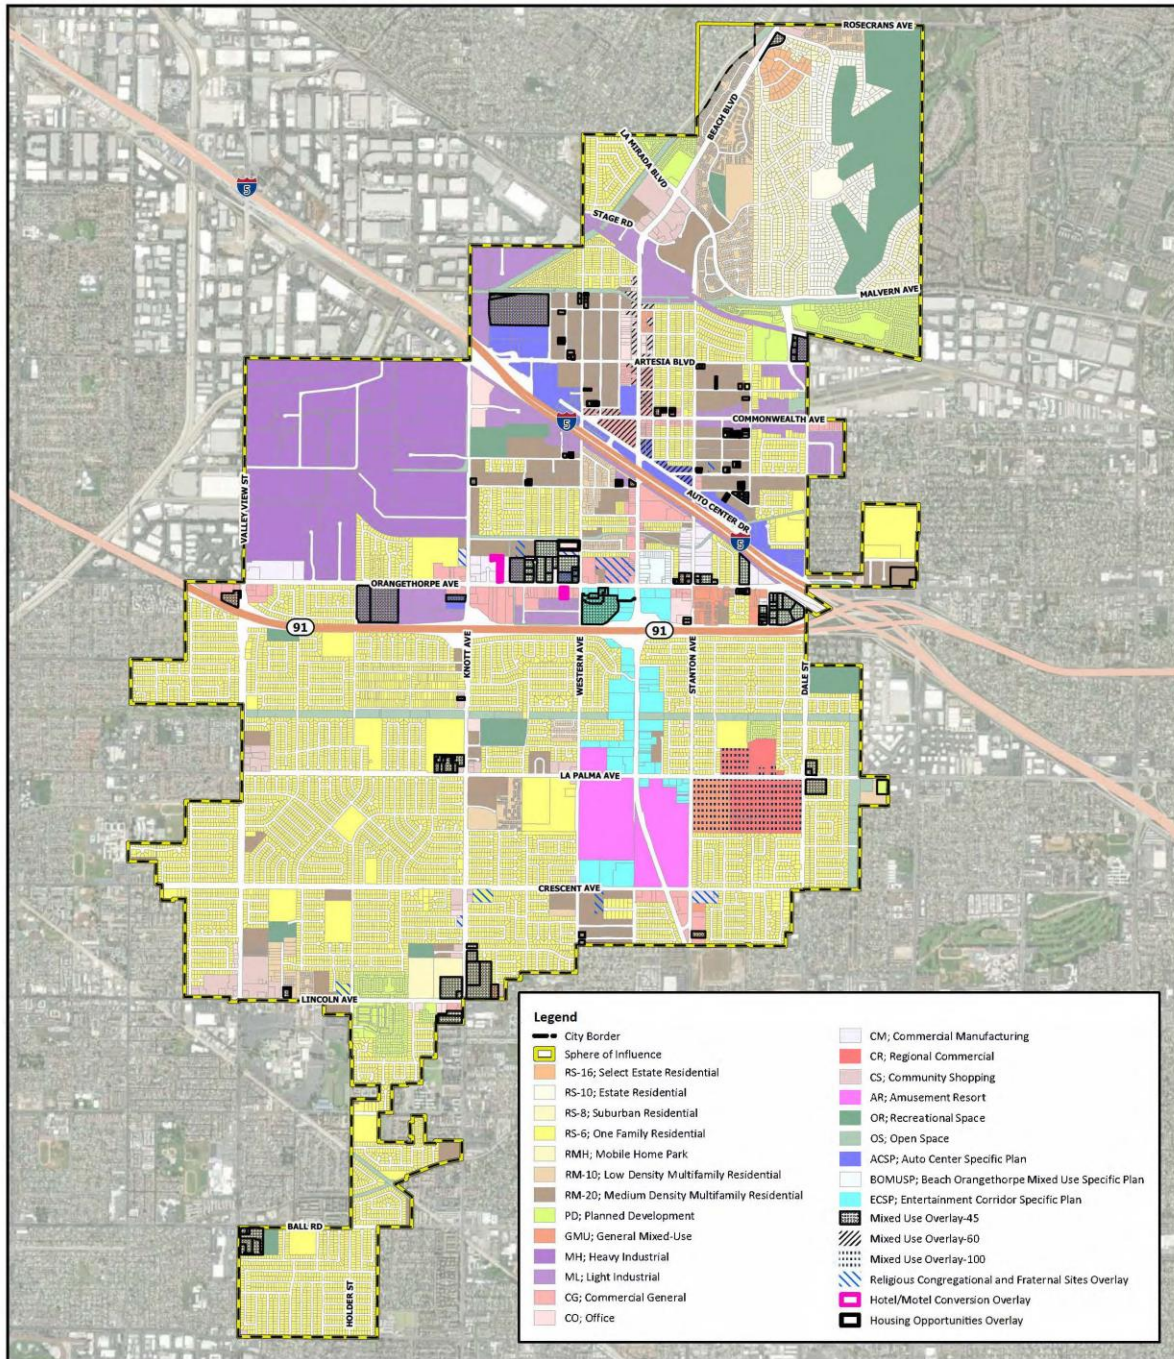 ROSECRANS AVE
BEACH BLVD
LA MIRADA BLVD
5
STAGE RD
MALVERN AVE
ARTESIA BLVD
COMMONWEALTH AVE
5
VALLEY VIEW ST
AUTO CENTER DR
5
ORANGETHORPE AVE
91
91
KNOTT AVE
WESTERN AVE
STANTON AVE
DALE ST
LA PALMA AVE
CRESCENT AVE
LINCOLN AVE
BALL RD
HOLDER ST
Legend
City Border
Sphere of Influence
RS-16; Select Estate Residential
RS-10; Estate Residential
RS-8; Suburban Residential
RS-6; One Family Residential
RMH; Mobile Home Park
RM-10; Low Density Multifamily Residential
RM-20; Medium Density Multifamily Residential
PD; Planned Development
GMU; General Mixed-Use
MH; Heavy Industrial
ML; Light Industrial
CG; Commercial General
CO; Office
CM; Commercial Manufacturing
CR; Regional Commercial
CS; Community Shopping
AR; Amusement Resort
OR; Recreational Space
OS; Open Space
ACSP; Auto Center Specific Plan
BOMUSP; Beach Orangethorpe Mixed Use Specific Plan
ECSP; Entertainment Corridor Specific Plan
Mixed Use Overlay-45
Mixed Use Overlay-60
Mixed Use Overlay-100
Religious Congregational and Fraternal Sites Overlay
Hotel/Motel Conversion Overlay
Housing Opportunities Overlay